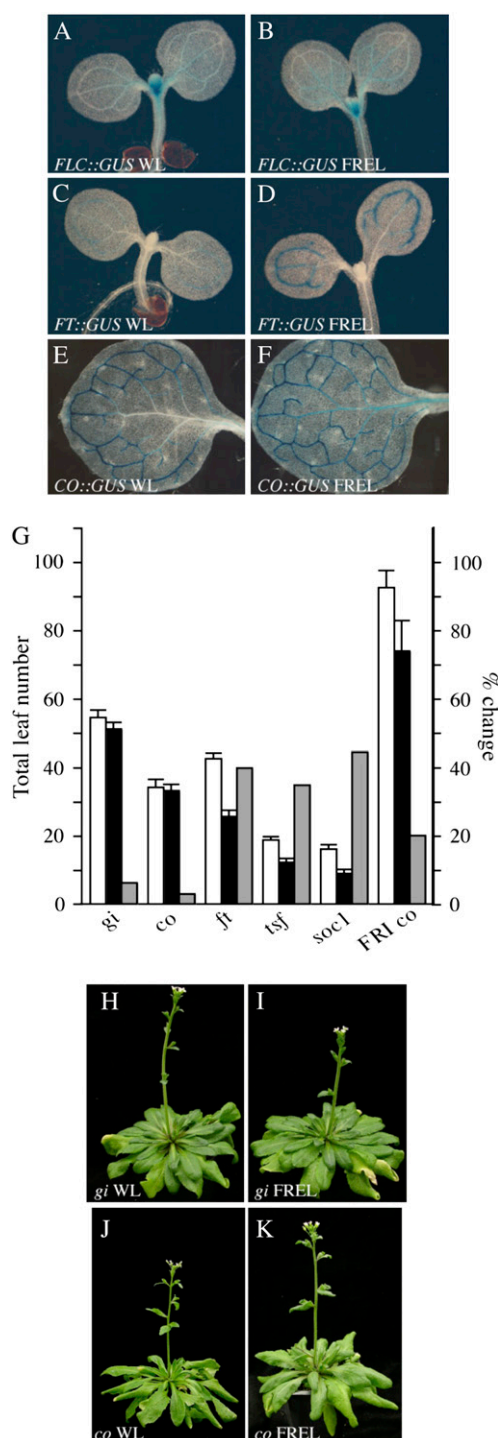 A
FLC::GUS WL
B
FLC::GUS FREL
C
FT::GUS WL
D
FT::GUS FREL
E
CO::GUS WL
F
CO::GUS FREL
G
Total leaf number
100
80
60
40
20
0
% change
100
80
60
40
20
0
gi
co
ft
tsf
soc1
FRI co
H
gi WL
I
gi FREL
J
co WL
K
co FREL